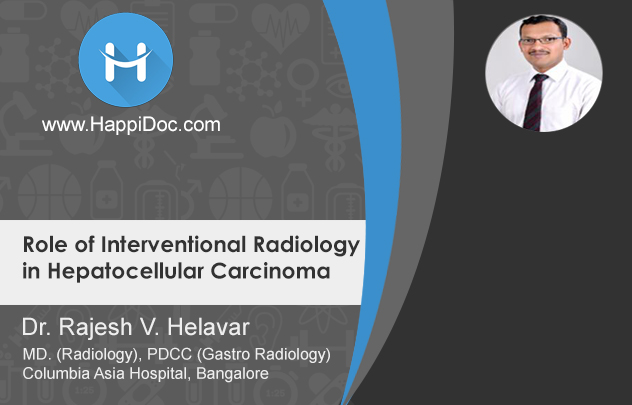 www.HappiDoc.com
Role of Interventional Radiology
in Hepatocellular Carcinoma
Dr. Rajesh V. Helavar
MD. (Radiology), PDCC (Gastro Radiology)
Columbia Asia Hospital, Bangalore